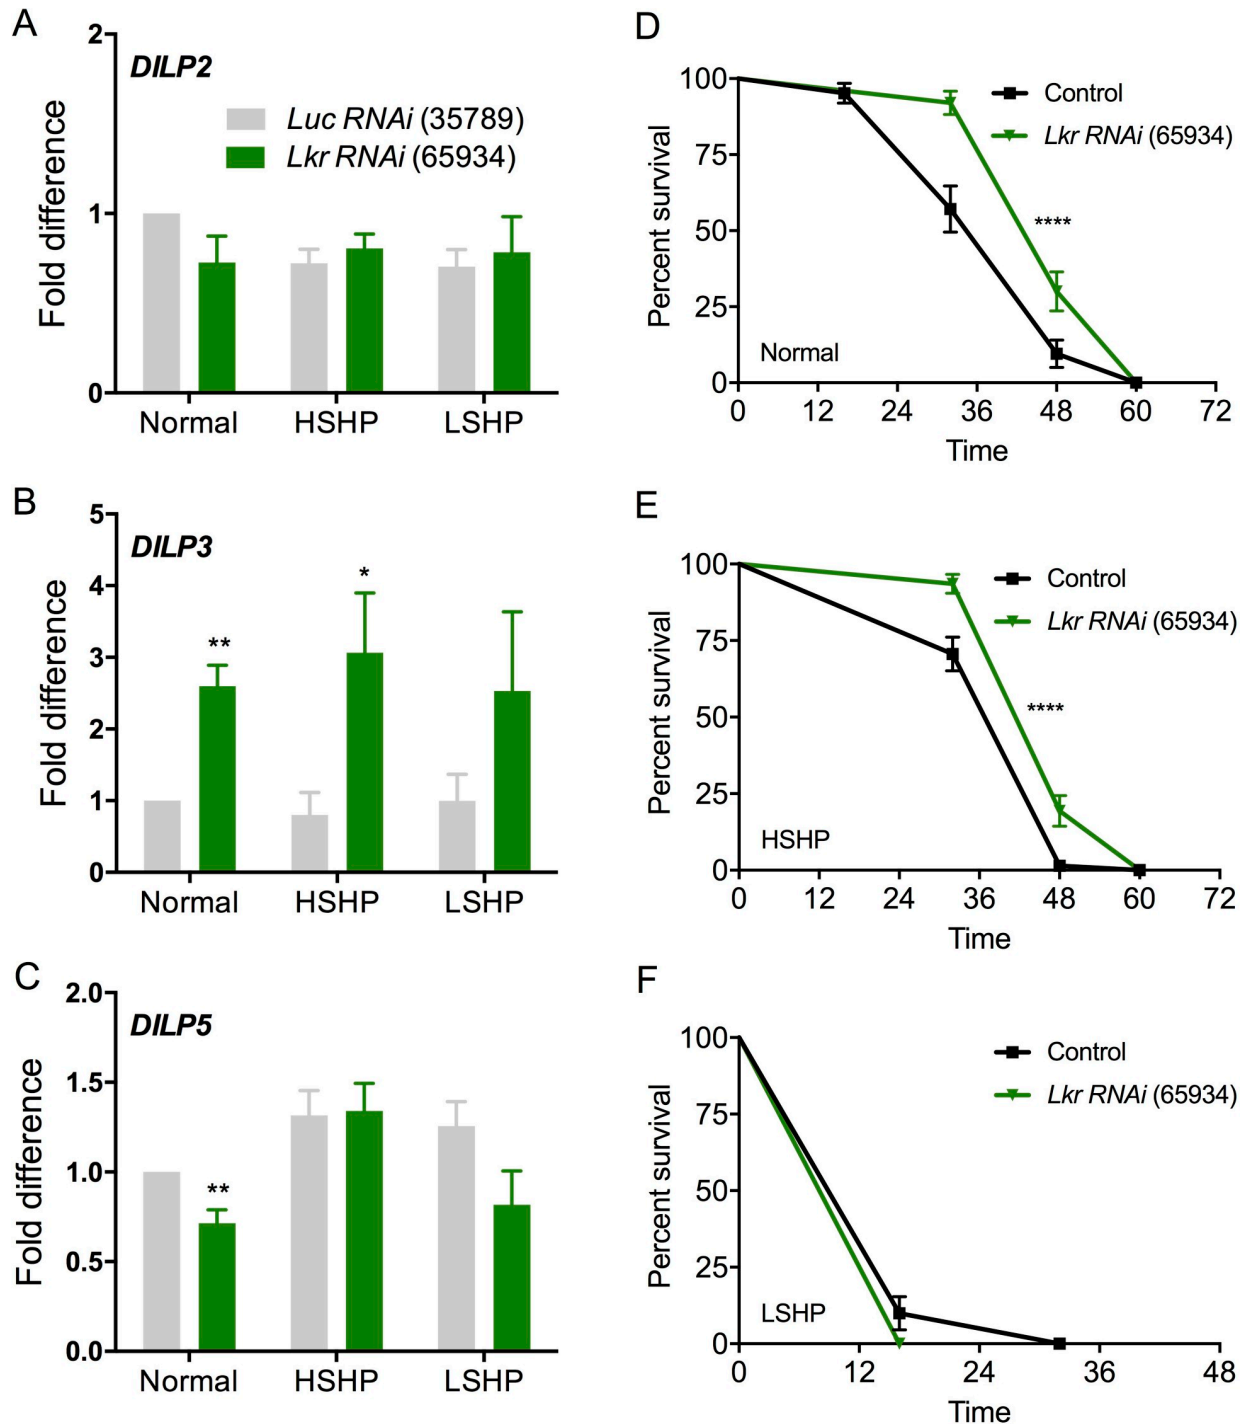 A
2
DILP2
Luc RNAi (35789)
Lkr RNAi (65934)
1
0
Fold difference
Normal HSHP LSHP
B
5
DILP3
4
*
**
3
2
1
0
Fold difference
Normal HSHP LSHP
C
2.0
DILP5
1.5
1.0
**
0.5
0.0
Fold difference
Normal HSHP LSHP
D
100
Control
Lkr RNAi (65934)
75
50
****
25
Normal
0
Percent survival
0 12 24 36 48 60 72
Time
E
100
Control
Lkr RNAi (65934)
75
50
****
25
HSHP
0
Percent survival
0 12 24 36 48 60 72
Time
F
100
Control
Lkr RNAi (65934)
75
50
25
LSHP
0
Percent survival
0 12 24 36 48
Time